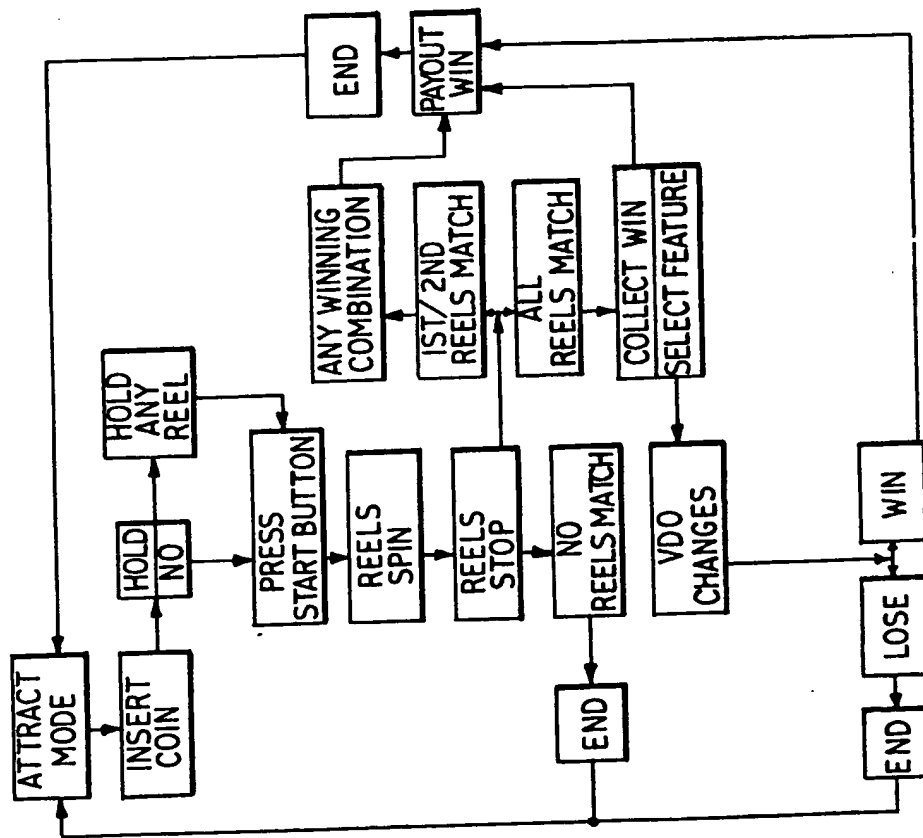 ATTRACT
MODE
INSERT
COIN
HOLD
NO
HOLD
ANY
REEL
PRESS
START BUTTON
REELS
SPIN
REELS
STOP
NO
REELS MATCH
END
ANY WINNING
COMBINATION
1ST/2ND
REELS MATCH
ALL
REELS MATCH
COLLECT WIN
SELECT FEATURE
PAYOUT
WIN
END
VDO
CHANGES
WIN
LOSE
END